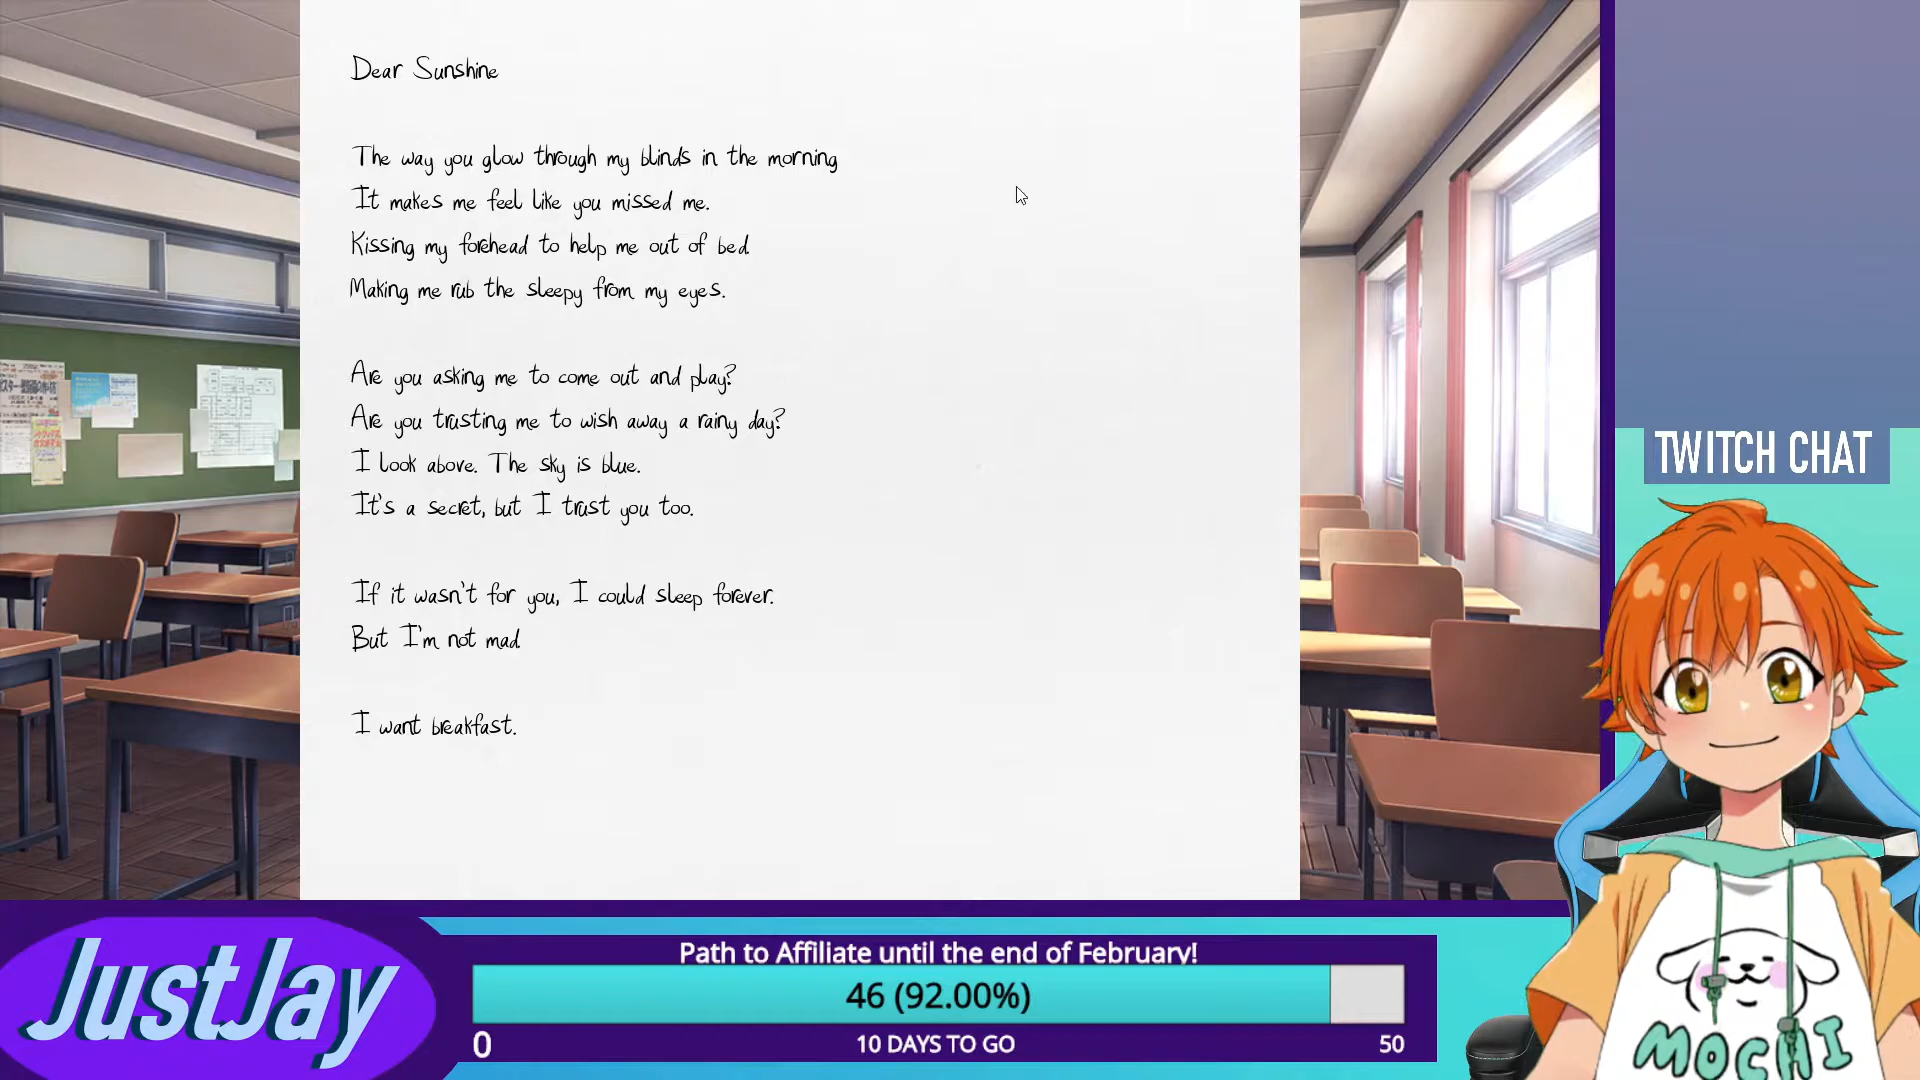 Dear Sunshine
The way you glow through my blinds in the morning
It makes me feel like you missed me.
Kissing my forehead to help me out of bed.
Making me rub the sleepy from my eyes.
Are you asking me to come out and play?
Are you trusting me to wish away a rainy day?
I look above. The sky is blue.
It's a secret, but I trust you too.
If it wasn't for you, I could sleep forever.
But I'm not mad.
I want breakfast.
TWITCH CHAT
MOCHI
JustJay
Path to Affiliate until the end of February!
46 (92.00%)
0
10 DAYS TO GO
50